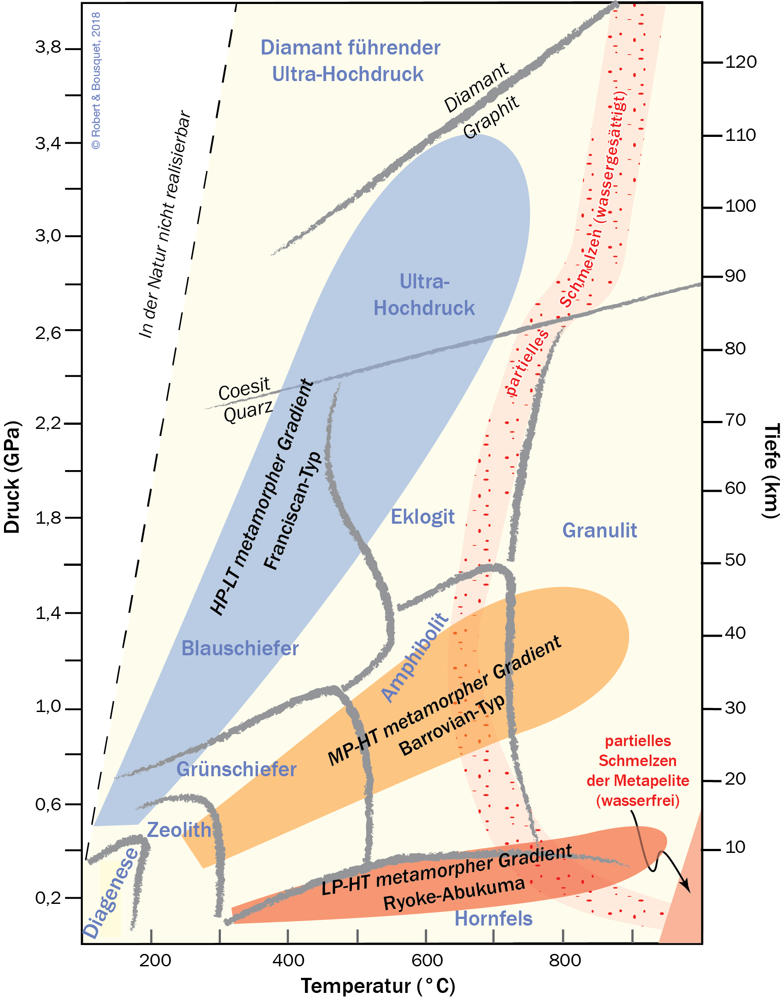 © Robert & Bousquet, 2018
Diamant führender
Ultra-Hochdruck
In der Natur nicht realisierbar
Diamant
Graphit
partielles Schmelzen (wassergesättigt)
Ultra-
Hochdruck
Coesit
Quarz
HP-LT metamorpher Gradient
Franciscan-Typ
Eklogit
Granulit
Blauschiefer
Amphibolit
MP-HT metamorpher Gradient
Barrovian-Typ
Grünschiefer
partielles
Schmelzen
der Metapelite
(wasserfrei)
Zeolith
Diagenese
LP-HT metamorpher Gradient
Ryoke-Abukuma
Hornfels
Druck (GPa)
3,8
3,4
3,0
2,6
2,2
1,8
1,4
1,0
0,6
0,2
Tiefe (km)
120
110
100
90
80
70
60
50
40
30
20
10
200
400
600
800
Temperatur (°C)